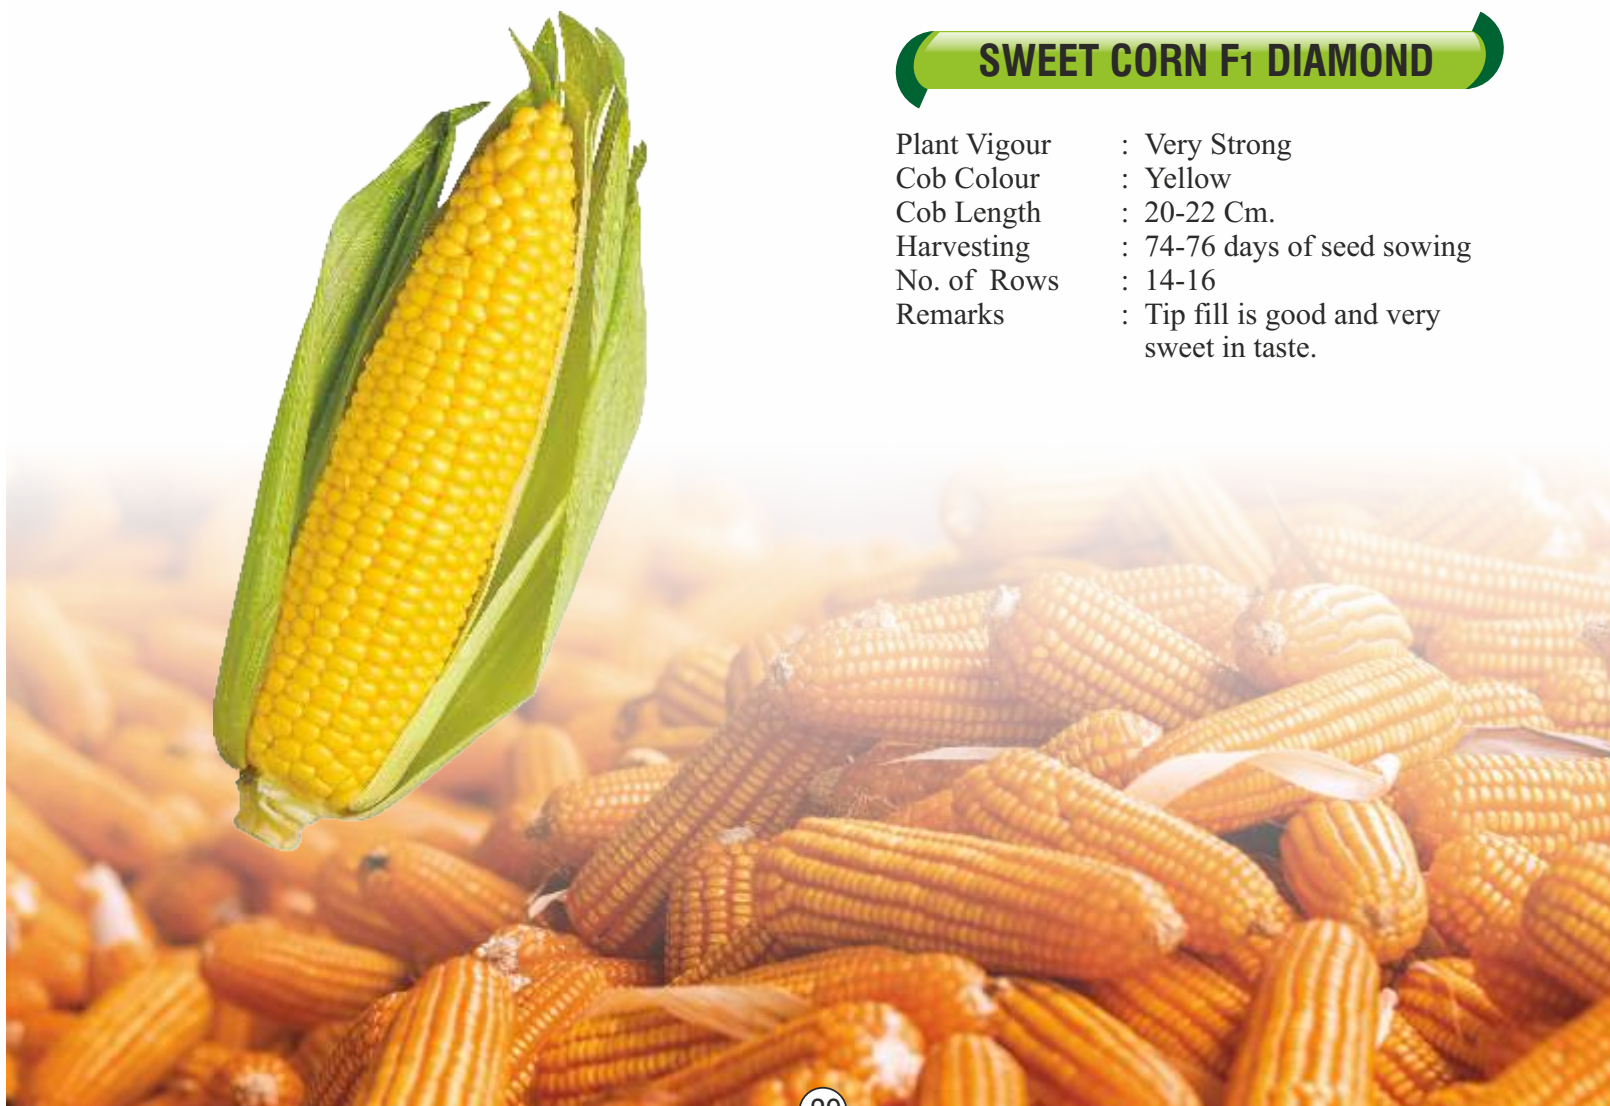 SWEET CORN F1 DIAMOND
Plant Vigour : Very Strong
Cob Colour : Yellow
Cob Length : 20-22 Cm.
Harvesting : 74-76 days of seed sowing
No. of Rows : 14-16
Remarks : Tip fill is good and very
sweet in taste.